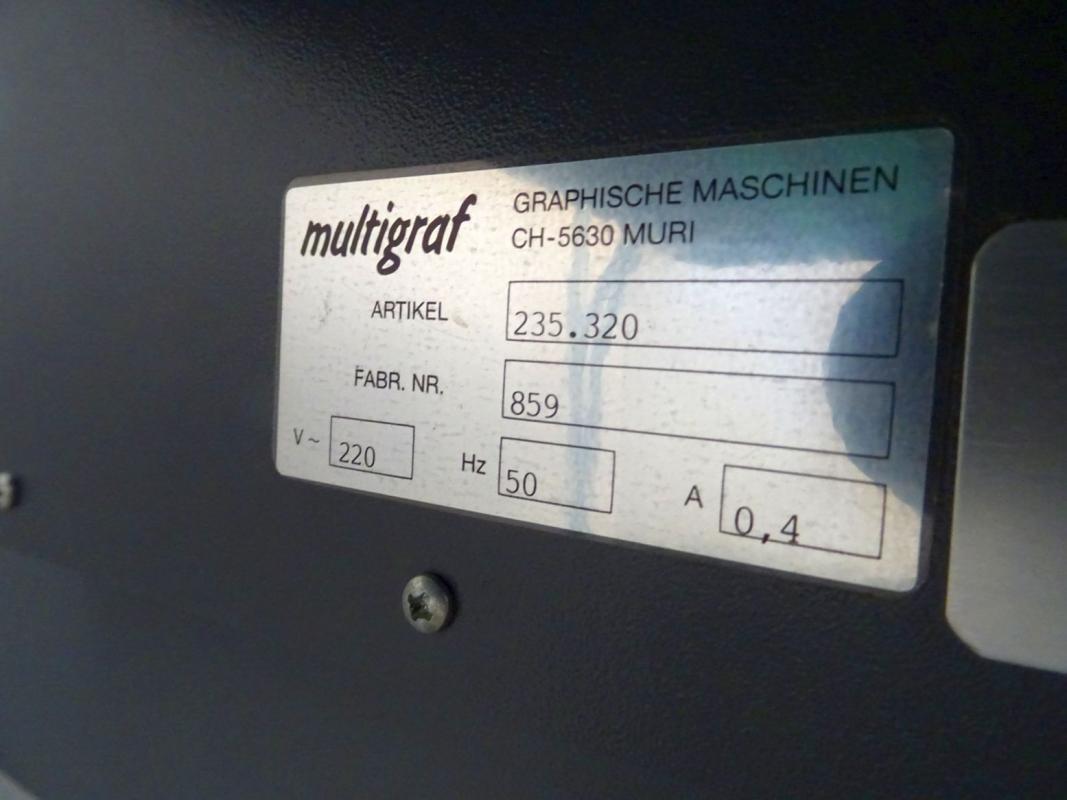 multigraf
GRAPHISCHE MASCHINEN
CH-5630 MURI
ARTIKEL 235.320
FABR. NR. 859
V~ 220 Hz 50 A 0,4